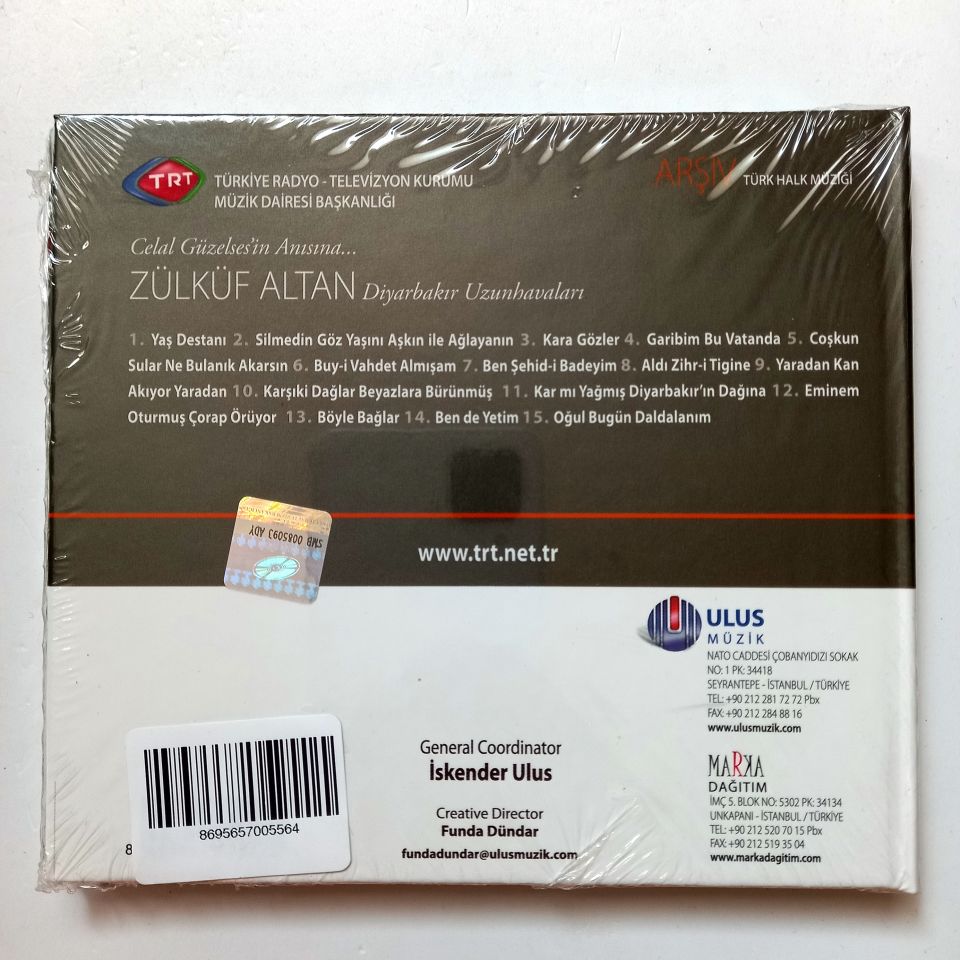 TRT
TÜRKİYE RADYO - TELEVİZYON KURUMU
MÜZİK DAİRESİ BAŞKANLIĞI
ARŞİV TÜRK HALK MÜZİĞİ
Celal Güzelses'in Anısına...
ZÜLKÜF ALTAN Diyarbakır Uzunhavaları
1. Yaş Destanı 2. Silmedin Göz Yaşını Aşkın ile Ağlayanın 3. Kara Gözler 4. Garibim Bu Vatanda 5. Coşkun
Sular Ne Bulanık Akarsın 6. Buy-i Vahdet Almışam 7. Ben Şehid-i Badeyim 8. Aldı Zihr-i Tigine 9. Yaradan Kan
Akıyor Yaradan 10. Karşıki Dağlar Beyazlara Bürünmüş 11. Kar mı Yağmış Diyarbakır'ın Dağına 12. Eminem
Oturmuş Çorap Örüyor 13. Böyle Bağlar 14. Ben de Yetim 15. Oğul Bugün Daldalanım
SMB 0085093 ADY
www.trt.net.tr
ULUS
MÜZİK
NATO CADDESİ ÇOBANYIDIZI SOKAK
NO: 1 PK: 34418
SEYRANTEPE - İSTANBUL / TÜRKİYE
TEL: +90 212 281 72 72 Pbx
FAX: +90 212 284 88 16
www.ulusmuzik.com
General Coordinator
İskender Ulus
Creative Director
Funda Dündar
fundadundar@ulusmuzik.com
MARKA
DAĞITIM
İMÇ 5. BLOK NO: 5302 PK: 34134
UNKAPANI - İSTANBUL / TÜRKİYE
TEL: +90 212 520 70 15 Pbx
FAX: +90 212 519 35 04
www.markadagitim.com
8695657005564
8